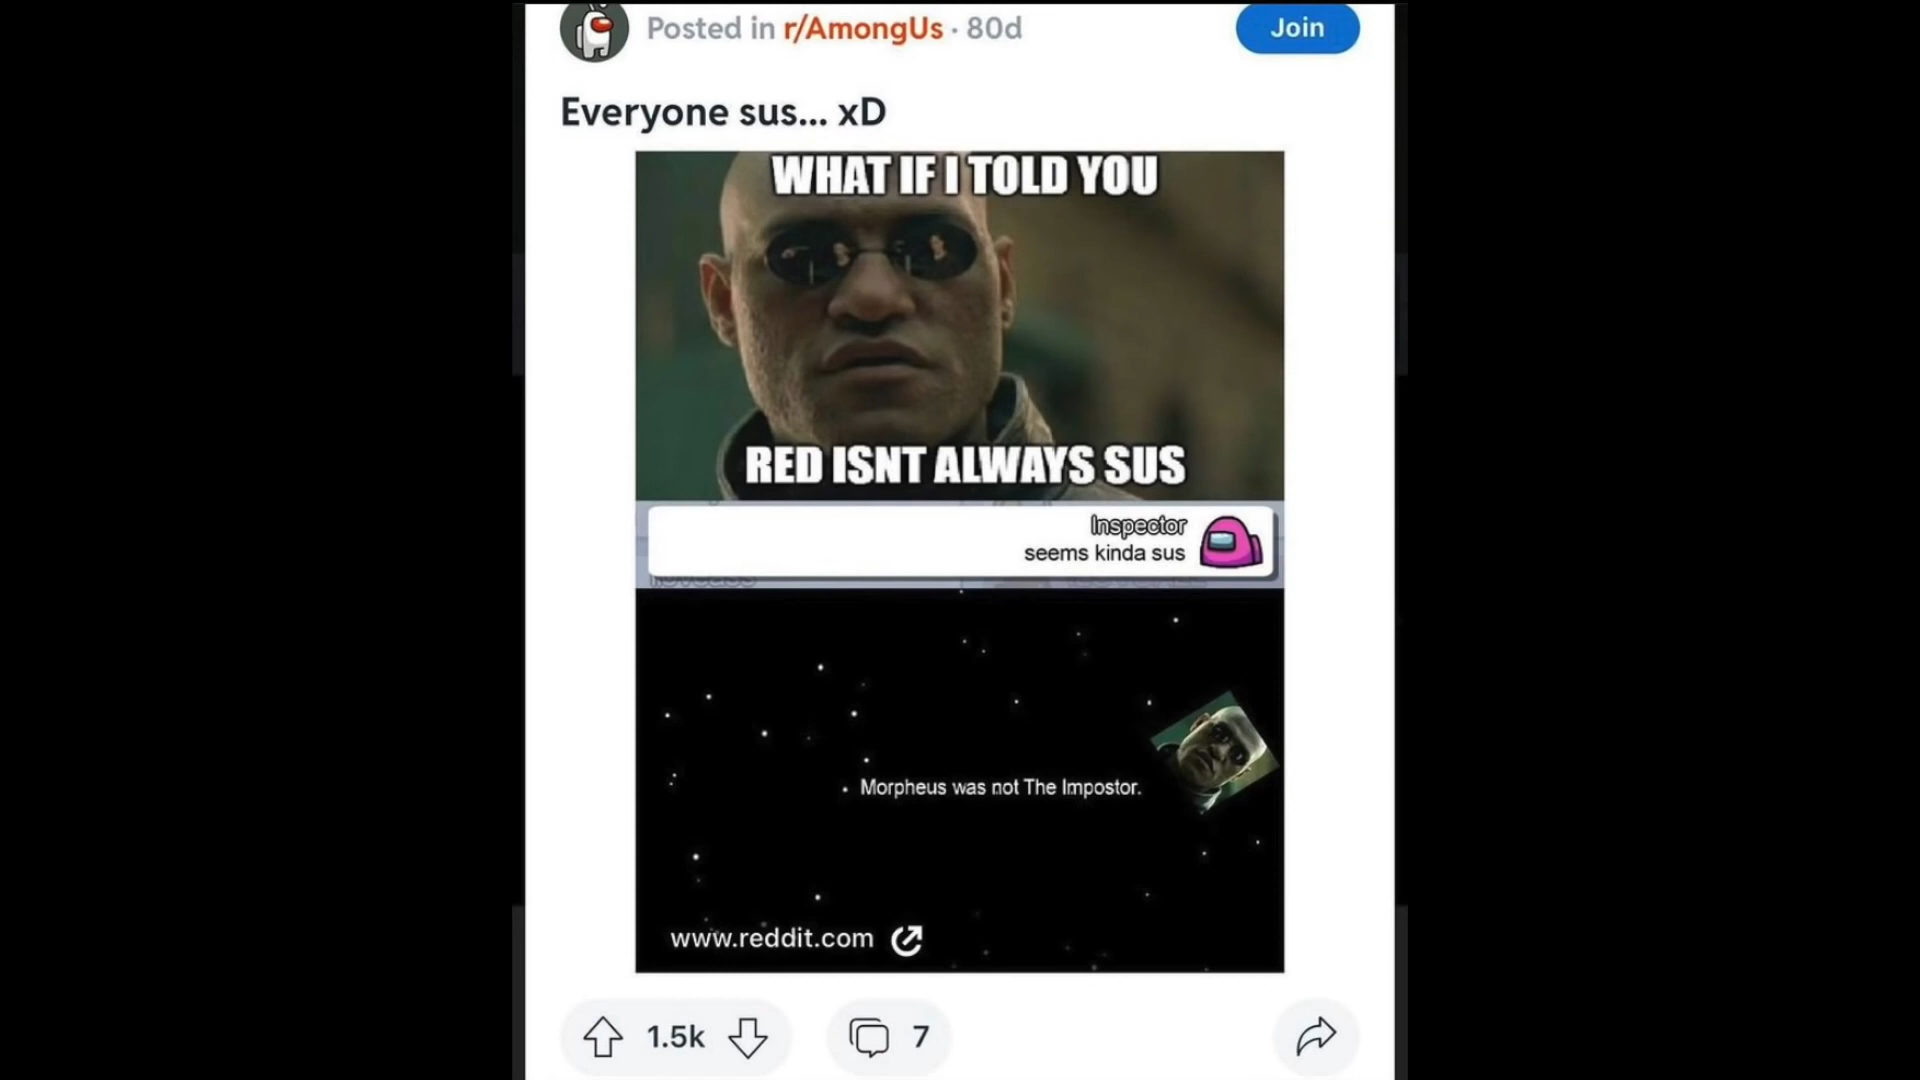 Posted in r/AmongUs · 80d
Join
Everyone sus... xD
WHAT IF I TOLD YOU
RED ISNT ALWAYS SUS
Inspector
seems kinda sus
Morpheus was not The Impostor.
www.reddit.com
1.5k
7